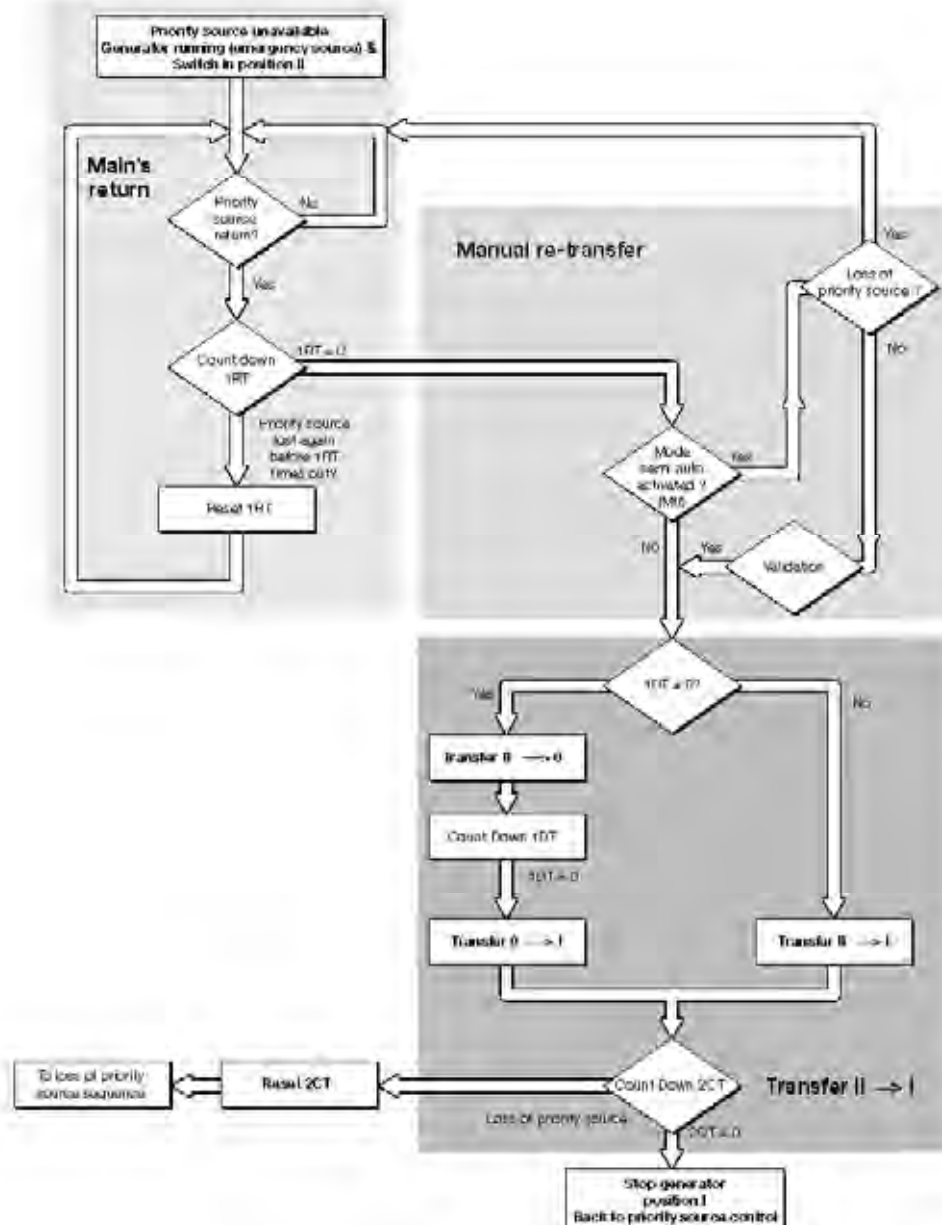 Priority source unavailable
Generator running (emergency source) &
Switch in position II
Main's
return
Priority
source
return?
No
Yes
Count down
1RT
1RT = 0
Priority source
lost again
before 1RT
times out?
Reset 1RT
Manual re-transfer
Yes
Loss of
priority source ?
No
Mode
semi auto
activated ?
Yes
NO
Yes
Validation
Yes
No
Transfer II → 0
Count Down 1DT
1DT = 0
Transfer 0 → I
Transfer II → I
To loss of priority
source sequence
Reset 2CT
Count Down 2CT
Transfer II → I
Loss of priority source
2CT = 0
Stop generator
position I
Back to priority source control